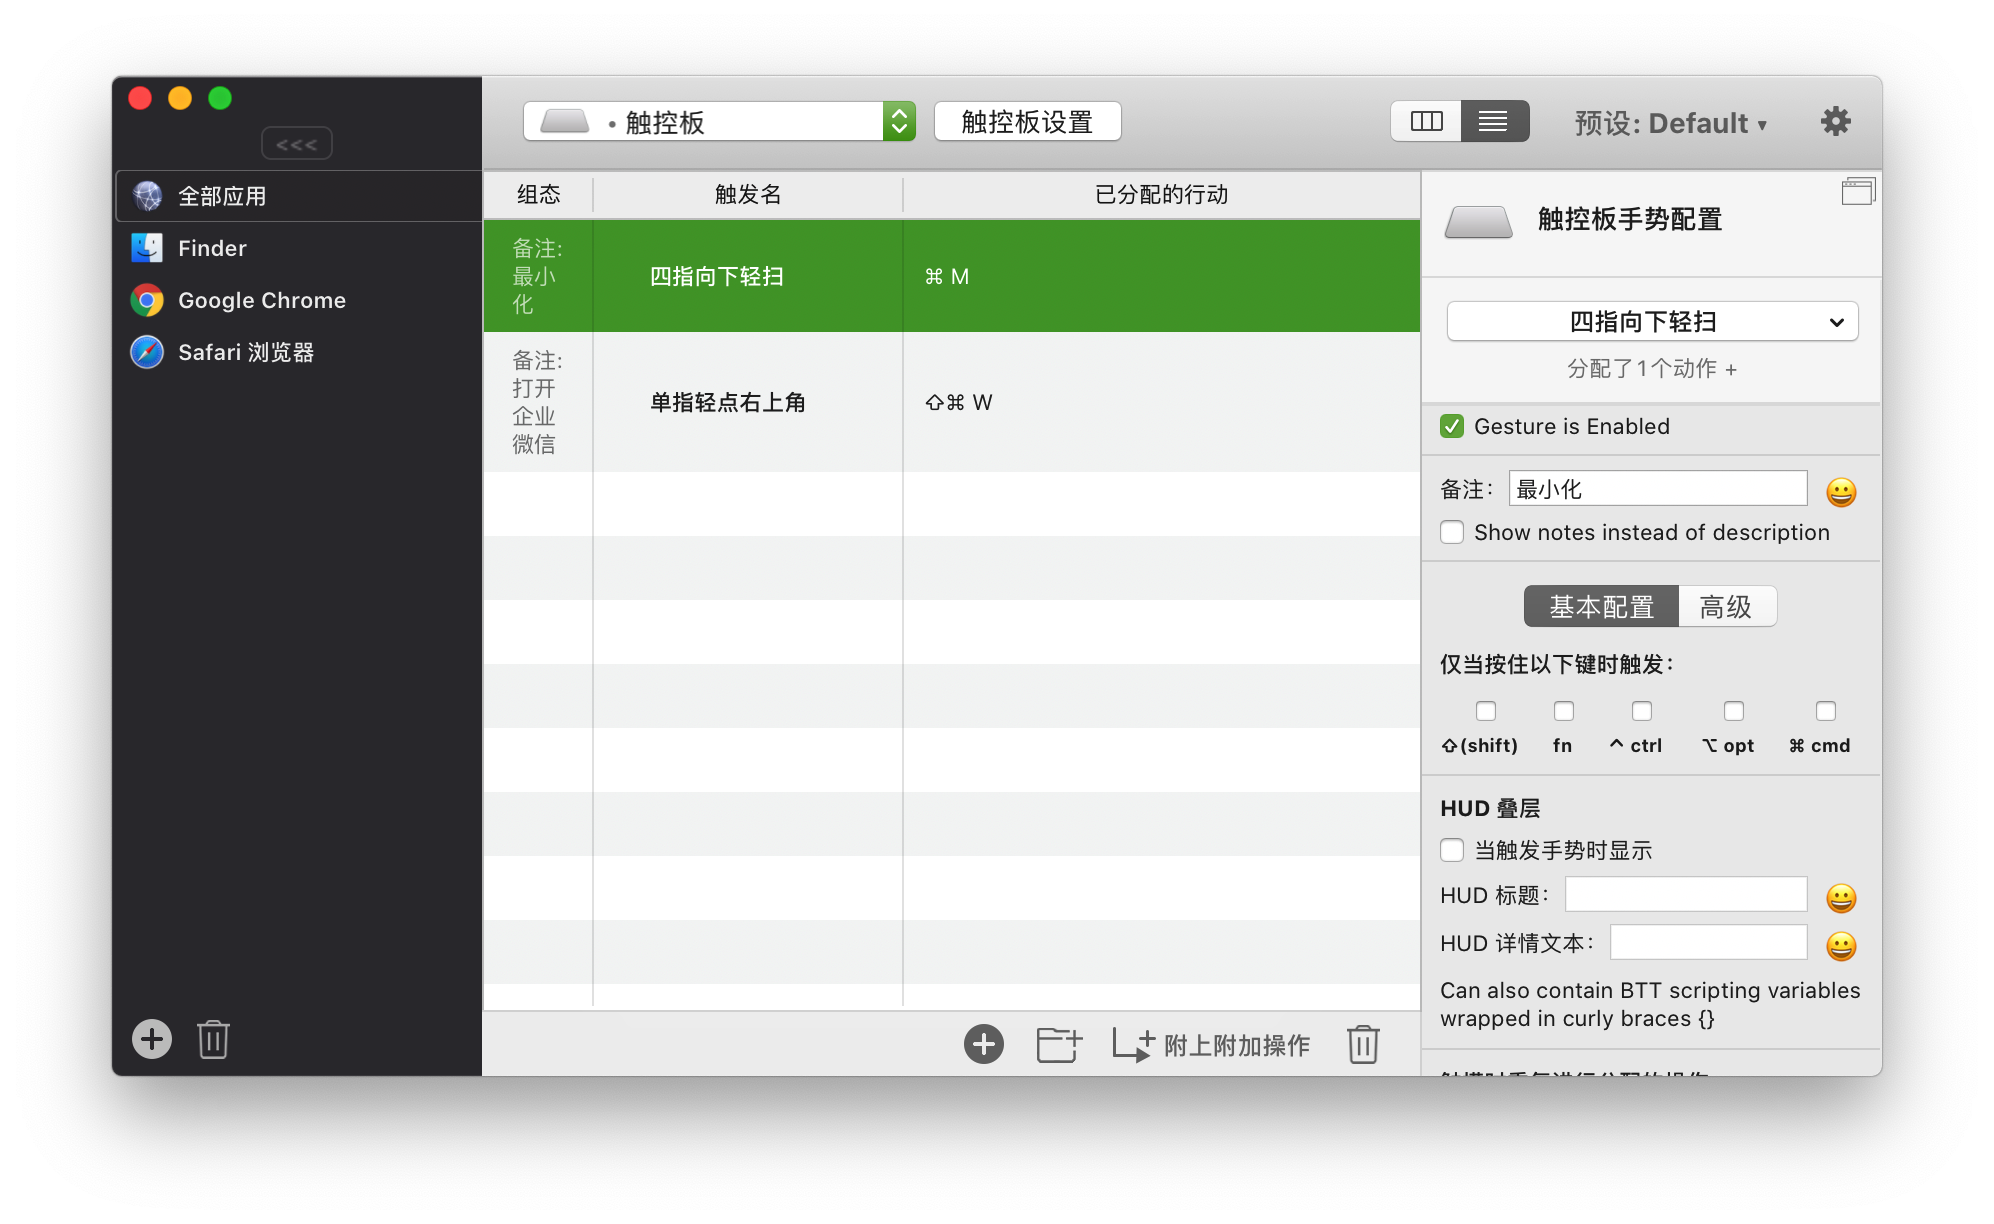 <<<
全部应用
Finder
Google Chrome
Safari 浏览器
• 触控板
触控板设置
预设: Default ▾
组态
触发名
已分配的行动
备注:
最小
化
四指向下轻扫
⌘ M
备注:
打开
企业
微信
单指轻点右上角
⇧⌘ W
附上附加操作
触控板手势配置
四指向下轻扫
分配了1个动作 +
Gesture is Enabled
备注：
最小化
Show notes instead of description
基本配置
高级
仅当按住以下键时触发：
⇧(shift)
fn
^ ctrl
⌥ opt
⌘ cmd
HUD 叠层
当触发手势时显示
HUD 标题：
HUD 详情文本：
Can also contain BTT scripting variables
wrapped in curly braces {}